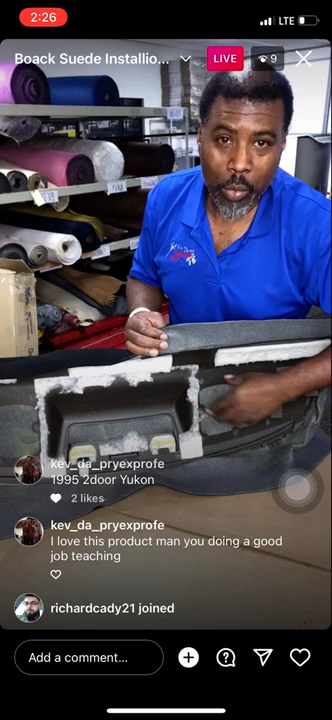 2:26
LTE
Boack Suede Installio...
LIVE
9
kev_da_pryexprofe
1995 2door Yukon
2 likes
kev_da_pryexprofe
I love this product man you doing a good
job teaching
richardcady21 joined
Add a comment...